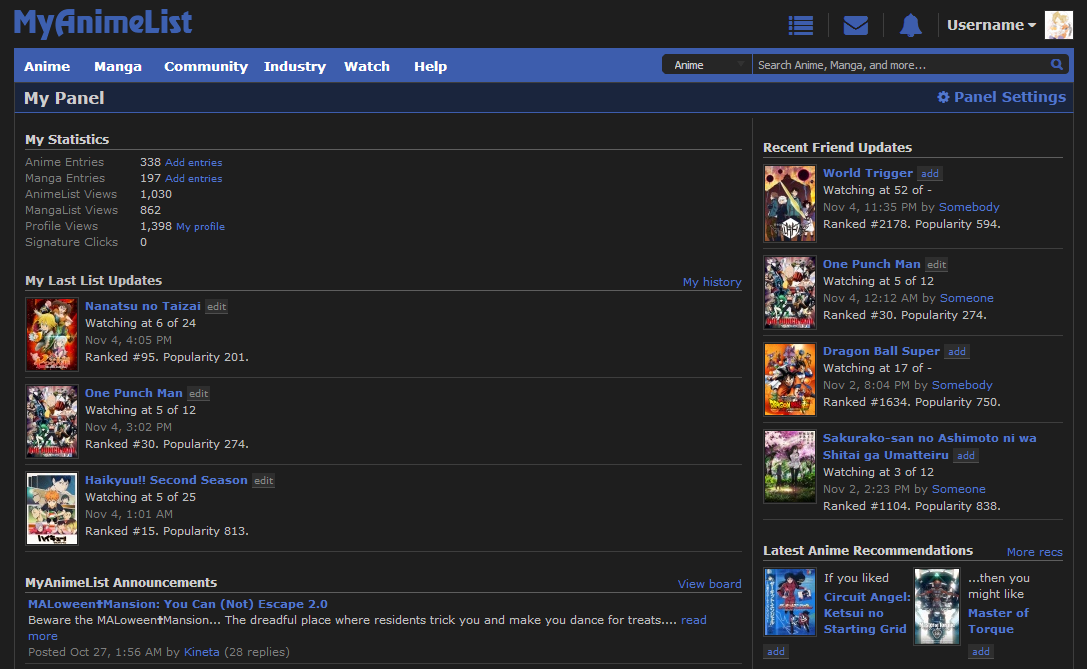 MyAnimeList
Username
Anime Manga Community Industry Watch Help
Anime
Search Anime, Manga, and more...
My Panel
Panel Settings
My Statistics
Anime Entries 338 Add entries
Manga Entries 197 Add entries
AnimeList Views 1,030
MangaList Views 862
Profile Views 1,398 My profile
Signature Clicks 0
My Last List Updates My history
Nanatsu no Taizai edit
Watching at 6 of 24
Nov 4, 4:05 PM
Ranked #95. Popularity 201.
One Punch Man edit
Watching at 5 of 12
Nov 4, 3:02 PM
Ranked #30. Popularity 274.
Haikyuu!! Second Season edit
Watching at 5 of 25
Nov 4, 1:01 AM
Ranked #15. Popularity 813.
MyAnimeList Announcements View board
MALoween✝Mansion: You Can (Not) Escape 2.0
Beware the MALoween✝Mansion... The dreadful place where residents trick you and make you dance for treats.... read
more
Posted Oct 27, 1:56 AM by Kineta (28 replies)
Recent Friend Updates
World Trigger add
Watching at 52 of -
Nov 4, 11:35 PM by Somebody
Ranked #2178. Popularity 594.
One Punch Man edit
Watching at 5 of 12
Nov 4, 12:12 AM by Someone
Ranked #30. Popularity 274.
Dragon Ball Super add
Watching at 17 of -
Nov 2, 8:04 PM by Somebody
Ranked #1634. Popularity 750.
Sakurako-san no Ashimoto ni wa
Shitai ga Umatteiru add
Watching at 3 of 12
Nov 2, 2:23 PM by Someone
Ranked #1104. Popularity 838.
Latest Anime Recommendations More recs
If you liked
Circuit Angel:
Ketsui no
Starting Grid
add
...then you
might like
Master of
Torque
add